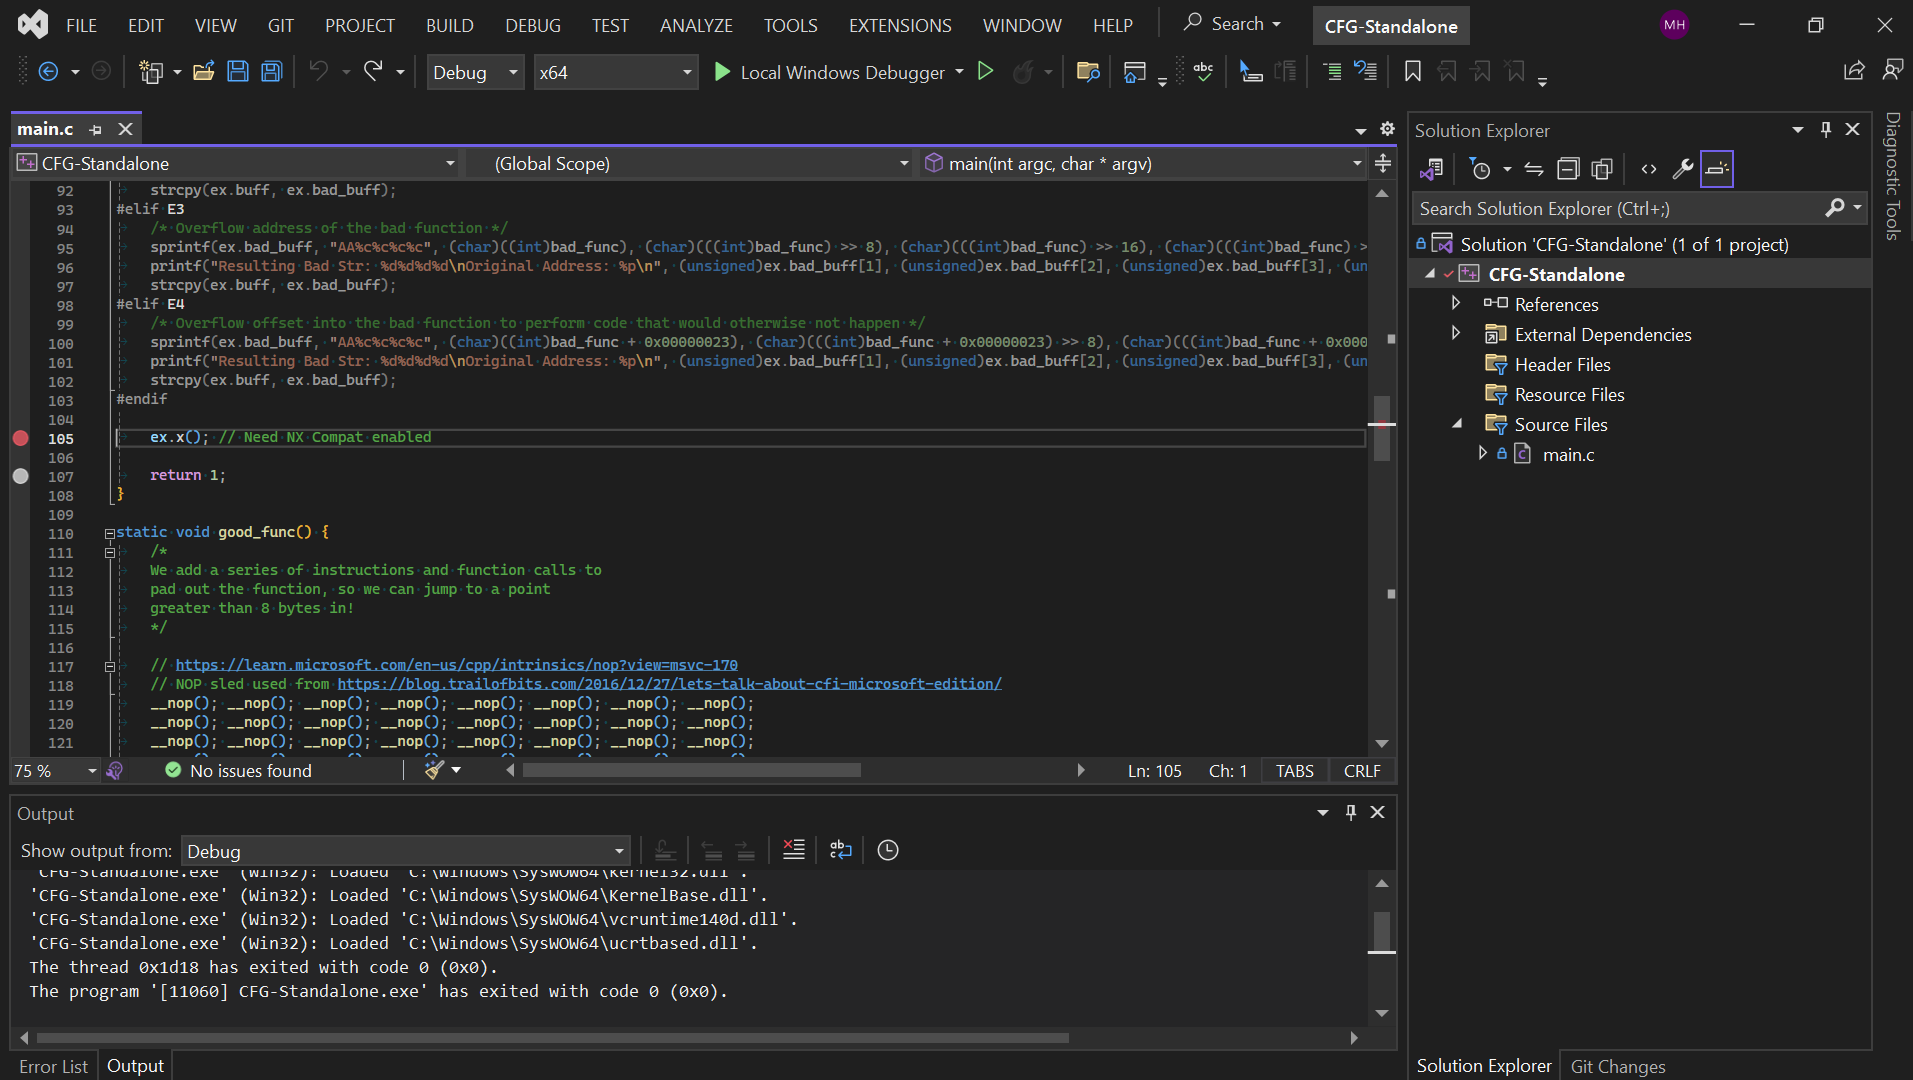 FILE EDIT VIEW GIT PROJECT BUILD DEBUG TEST ANALYZE TOOLS EXTENSIONS WINDOW HELP Search CFG-Standalone MH
Debug x64 Local Windows Debugger abc
main.c
CFG-Standalone (Global Scope) main(int argc, char * argv)
92 strcpy(ex.buff, ex.bad_buff);
93 #elif E3
94 /* Overflow address of the bad function */
95 sprintf(ex.bad_buff, "AA%c%c%c%c", (char)((int)bad_func), (char)(((int)bad_func) >> 8), (char)(((int)bad_func) >> 16), (char)(((int)bad_func) >
96 printf("Resulting Bad Str: %d%d%d%d\nOriginal Address: %p\n", (unsigned)ex.bad_buff[1], (unsigned)ex.bad_buff[2], (unsigned)ex.bad_buff[3], (un
97 strcpy(ex.buff, ex.bad_buff);
98 #elif E4
99 /* Overflow offset into the bad function to perform code that would otherwise not happen */
100 sprintf(ex.bad_buff, "AA%c%c%c%c", (char)((int)bad_func + 0x00000023), (char)(((int)bad_func + 0x00000023) >> 8), (char)(((int)bad_func + 0x000
101 printf("Resulting Bad Str: %d%d%d%d\nOriginal Address: %p\n", (unsigned)ex.bad_buff[1], (unsigned)ex.bad_buff[2], (unsigned)ex.bad_buff[3], (un
102 strcpy(ex.buff, ex.bad_buff);
103 #endif
104
105 ex.x(); // Need NX Compat enabled
106
107 return 1;
108 }
109
110 static void good_func() {
111 /*
112 We add a series of instructions and function calls to
113 pad out the function, so we can jump to a point
114 greater than 8 bytes in!
115 */
116
117 // https://learn.microsoft.com/en-us/cpp/intrinsics/nop?view=msvc-170
118 // NOP sled used from https://blog.trailofbits.com/2016/12/27/lets-talk-about-cfi-microsoft-edition/
119 __nop(); __nop(); __nop(); __nop(); __nop(); __nop(); __nop(); __nop();
120 __nop(); __nop(); __nop(); __nop(); __nop(); __nop(); __nop(); __nop();
121 __nop(); __nop(); __nop(); __nop(); __nop(); __nop(); __nop(); __nop();
75 % No issues found Ln: 105 Ch: 1 TABS CRLF
Output
Show output from: Debug
'CFG-Standalone.exe' (Win32): Loaded 'C:\Windows\SysWOW64\kernel32.dll'.
'CFG-Standalone.exe' (Win32): Loaded 'C:\Windows\SysWOW64\KernelBase.dll'.
'CFG-Standalone.exe' (Win32): Loaded 'C:\Windows\SysWOW64\vcruntime140d.dll'.
'CFG-Standalone.exe' (Win32): Loaded 'C:\Windows\SysWOW64\ucrtbased.dll'.
The thread 0x1d18 has exited with code 0 (0x0).
The program '[11060] CFG-Standalone.exe' has exited with code 0 (0x0).
Error List Output
Solution Explorer
Search Solution Explorer (Ctrl+;)
Solution 'CFG-Standalone' (1 of 1 project)
CFG-Standalone
References
External Dependencies
Header Files
Resource Files
Source Files
main.c
Solution Explorer Git Changes
Diagnostic Tools